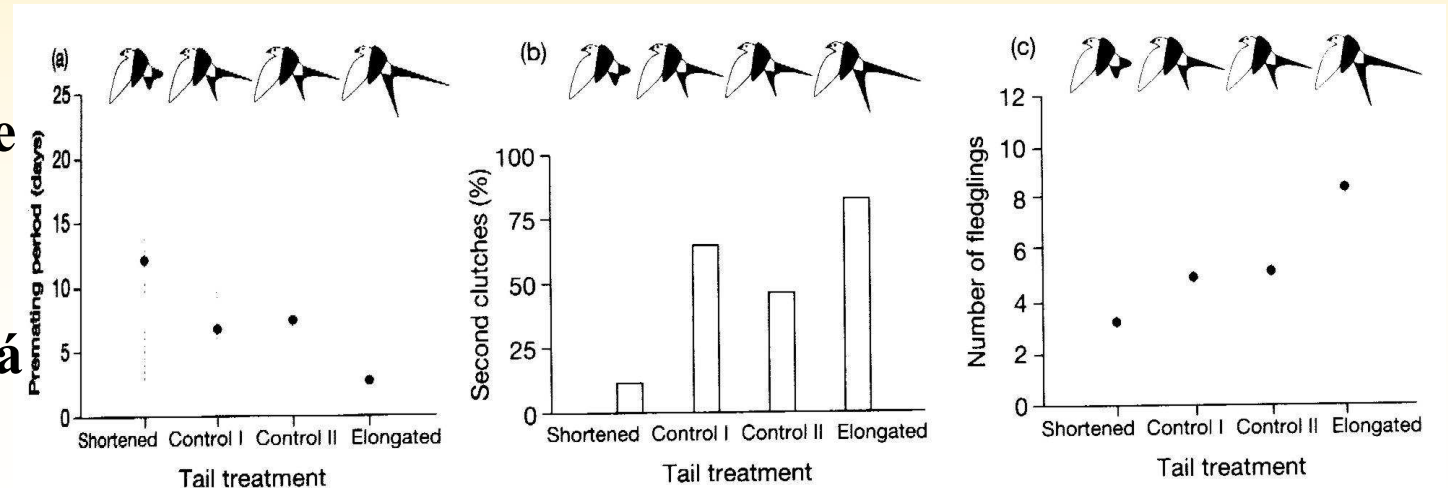 e
á
(a)
25
20
15
10
5
0
Premating period (days)
Shortened Control I Control II Elongated
Tail treatment
(b)
100
75
50
25
0
Second clutches (%)
Shortened Control I Control II Elongated
Tail treatment
(c)
12
10
8
6
4
2
0
Number of fledglings
Shortened Control I Control II Elongated
Tail treatment